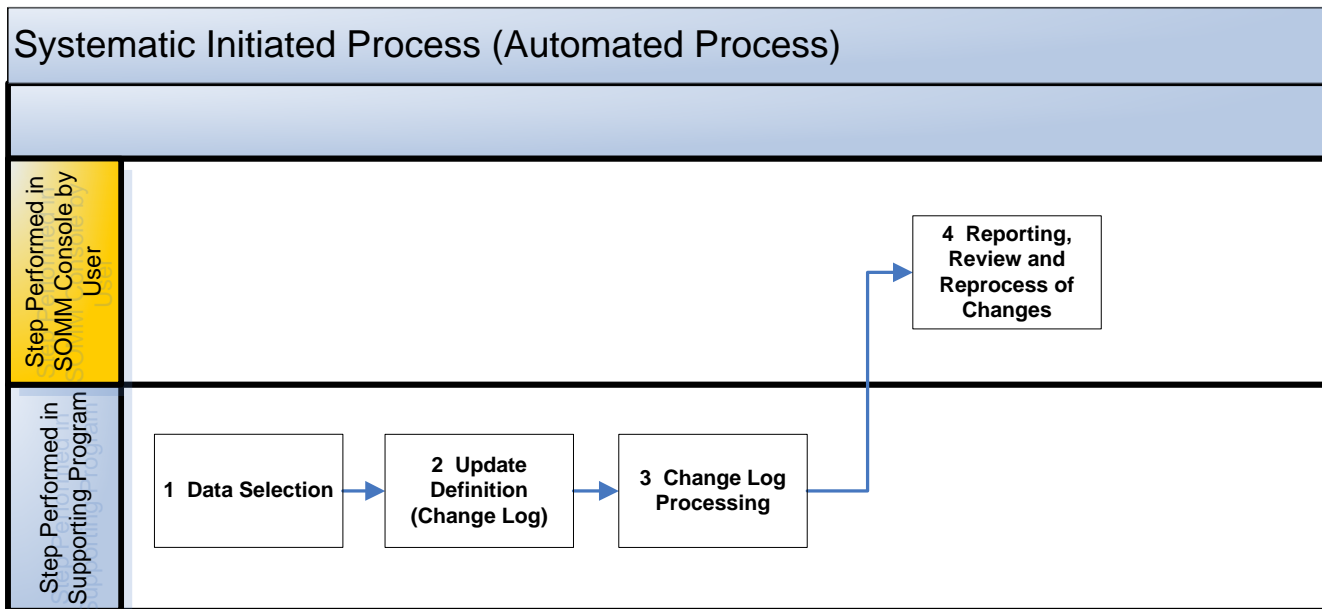 Systematic Initiated Process (Automated Process)
Step Performed in
SOMM Console by
User
4 Reporting,
Review and
Reprocess of
Changes
Step Performed in
Supporting Program
1 Data Selection
2 Update
Definition
(Change Log)
3 Change Log
Processing